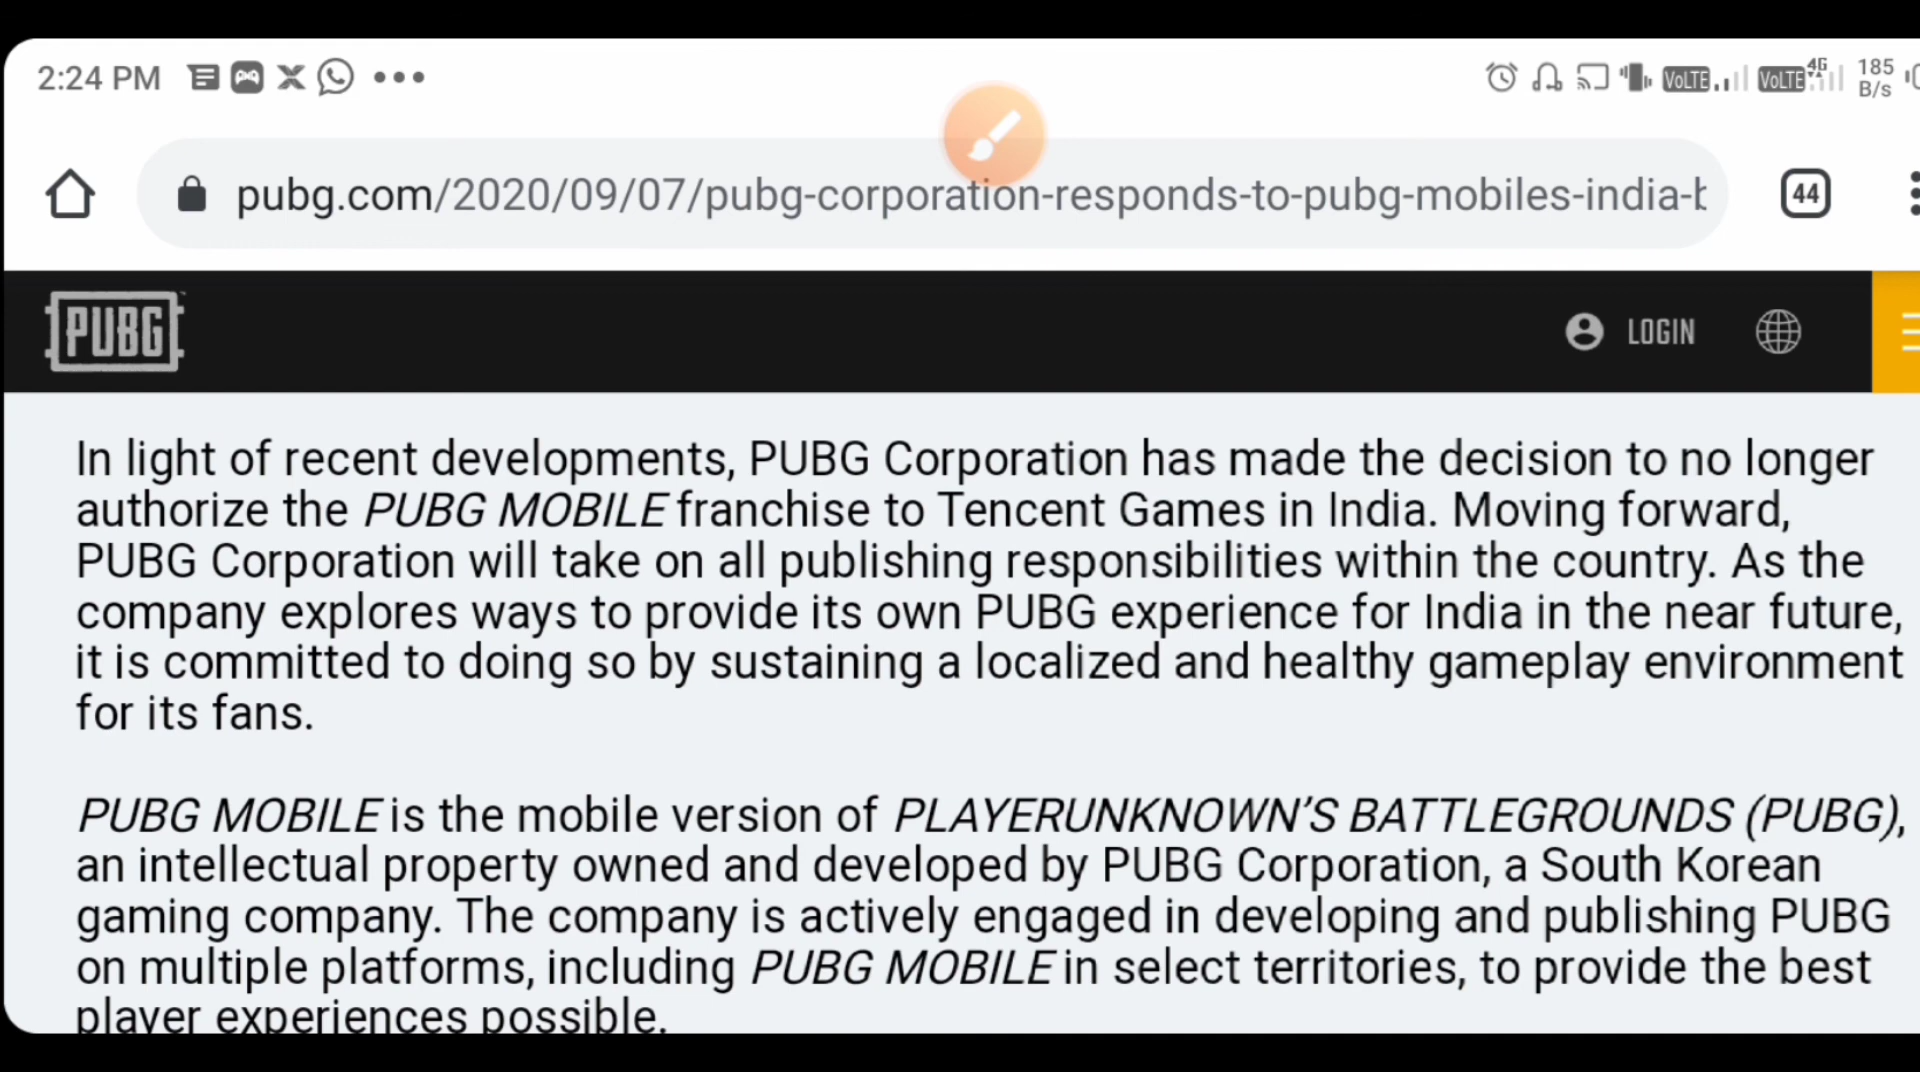 2:24 PM
VoLTE VoLTE 4G 185 B/s
pubg.com/2020/09/07/pubg-corporation-responds-to-pubg-mobiles-india-b
44
PUBG
LOGIN
In light of recent developments, PUBG Corporation has made the decision to no longer
authorize the PUBG MOBILE franchise to Tencent Games in India. Moving forward,
PUBG Corporation will take on all publishing responsibilities within the country. As the
company explores ways to provide its own PUBG experience for India in the near future,
it is committed to doing so by sustaining a localized and healthy gameplay environment
for its fans.
PUBG MOBILE is the mobile version of PLAYERUNKNOWN’S BATTLEGROUNDS (PUBG),
an intellectual property owned and developed by PUBG Corporation, a South Korean
gaming company. The company is actively engaged in developing and publishing PUBG
on multiple platforms, including PUBG MOBILE in select territories, to provide the best
player experiences possible.